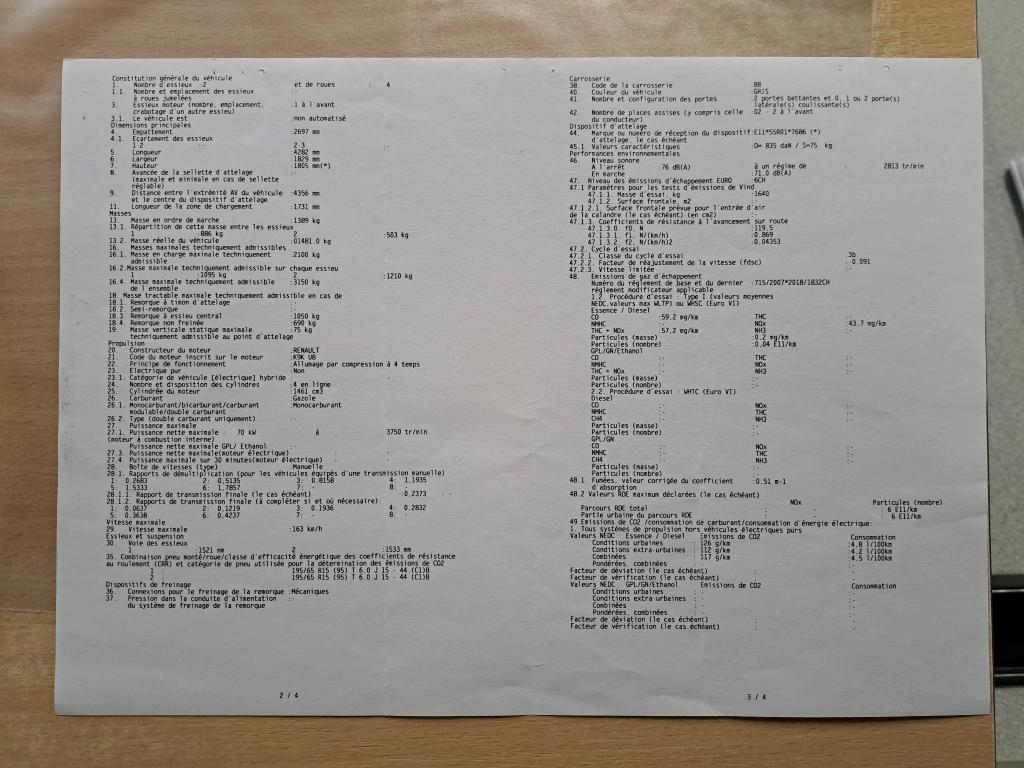 Constitution générale du véhicule
1. Nombre d'essieux :2 et de roues : 4
1.1. Nombre et emplacement des essieux :-
à roues jumelées
3. Essieux moteur (nombre, emplacement, :1 à l'avant
crabotage d'un autre essieu)
3.1. Le véhicule est :non automatisé
Dimensions principales
4. Empattement :2697 mm
4.1. Ecartement des essieux
1-2 :- 2-3 :-
5. Longueur :4282 mm
6. Largeur :1829 mm
7. Hauteur :1805 mm(*)
8. Avancée de la sellette d'attelage :-
(maximale et minimale en cas de sellette
réglable)
9. Distance entre l'extrémité AV du véhicule :4356 mm
et le centre du dispositif d'attelage
11. Longueur de la zone de chargement :1731 mm
Masses
13. Masse en ordre de marche :1389 kg
13.1. Répartition de cette masse entre les essieux
1 :886 kg 2 :503 kg
13.2. Masse réelle du véhicule :01481.0 kg
16. Masses maximales techniquement admissibles
16.1. Masse en charge maximale techniquement :2100 kg
admissible
16.2.Masse maximale techniquement admissible sur chaque essieu
1 :1095 kg 2 :1210 kg
16.4. Masse maximale techniquement admissible :3150 kg
de l'ensemble
18. Masse tractable maximale techniquement admissible en cas de
18.1. Remorque à timon d'attelage :-
18.2. Semi-remorque :-
18.3. Remorque à essieu central :1050 kg
18.4. Remorque non freinée :690 kg
19. Masse verticale statique maximale :75 kg
techniquement admissible au point d'attelage
Propulsion
20. Constructeur du moteur :RENAULT
21. Code du moteur inscrit sur le moteur :K9K U8
22. Principe de fonctionnement :Allumage par compression à 4 temps
23. Electrique pur :Non
23.1. Catégorie de véhicule [électrique] hybride : -
24. Nombre et disposition des cylindres :4 en ligne
25. Cylindrée du moteur :1461 cm3
26. Carburant :Gazole
26.1. Monocarburant/bicarburant/carburant :Monocarburant
modulable/double carburant
26.2. Type (double carburant uniquement) :-
27. Puissance maximale
27.1. Puissance nette maximale : 70 kW à 3750 tr/min
(moteur à combustion interne)
Puissance nette maximale GPL/ Ethanol :-
27.3. Puissance nette maximale(moteur électrique) :-
27.4 Puissance maximale sur 30 minutes(moteur électrique) :-
28. Boîte de vitesses (type) :Manuelle
28.1. Rapports de démultiplication (pour les véhicules équipés d'une transmission manuelle)
1: 0.2683 2: 0,5135 3: 0.8158 4: 1.1935
5: 1.5333 6: 1,7857 7: - 8: -
28.1.1. Rapport de transmission finale (le cas échéant) :0.2373 : -
28.1.2. Rapports de transmission finale (à compléter si et où nécessaire):
1: 0.0637 2: 0.1219 3: 0.1936 4: 0.2832
5: 0.3638 6: 0.4237 7: - 8: -
Vitesse maximale
29. Vitesse maximale :163 km/h
Essieux et suspension
30. Voie des essieux
1 :1521 mm 2 :1533 mm
35. Combinaison pneu monté/roue/classe d'efficacité énergétique des coefficients de résistance
au roulement (CRR) et catégorie de pneu utilisée pour la détermination des émissions de CO2
1 195/65 R15 (95) T 6.0 J 15 - 44 (C1)B
2 195/65 R15 (95) T 6.0 J 15 - 44 (C1)B
Dispositifs de freinage
36. Connexions pour le freinage de la remorque :Mécaniques
37. Pression dans la conduite d'alimentation :-
du système de freinage de la remorque
2 / 4
Carrosserie
38. Code de la carrosserie :BB
40. Couleur du véhicule :GRIS
41. Nombre et configuration des portes :2 portes battantes et 0, 1 ou 2 porte(s)
latérale(s) coulissante(s)
42. Nombre de places assises (y compris celle :02 - 2 à l'avant
du conducteur)
Dispositif d'attelage
44. Marque ou numéro de réception du dispositif:E11*55R01*7686 (*)
d'attelage, le cas échéant
45.1. Valeurs caractéristiques :D= 835 daN / S=75 kg
Performances environnementales
46. Niveau sonore
A l'arrêt :76 dB(A) à un régime de : 2813 tr/min
En marche :71.0 dB(A)
47. Niveau des émissions d'échappement EURO :6CH
47.1 Paramètres pour les tests d'émissions de Vind
47.1.1. Masse d'essai, kg :1640
47.1.2. Surface frontale, m2
47.1.2.1. Surface frontale prévue pour l'entrée d'air
de la calandre (le cas échéant) (en cm2) :-
47.1.3. Coefficients de résistance à l'avancement sur route
47.1.3.0. f0, N :119.5
47.1.3.1. f1, N/(km/h) :0.869
47.1.3.2. f2, N/(km/h)2 :0.04353
47.2. Cycle d'essai
47.2.1. Classe du cycle d'essai :3b
47.2.2. Facteur de réajustement de la vitesse (fdsc) :-0.091
47.2.3. Vitesse limitée :-
48. Émissions de gaz d'échappement
Numéro du règlement de base et du dernier :715/2007*2018/1832CH
règlement modificateur applicable
1.2. Procédure d'essai : Type I (valeurs moyennes
NEDC,valeurs max WLTP) ou WHSC (Euro VI)
Essence / Diesel
CO :59.2 mg/km THC :-
NMHC :- NOx :43.7 mg/km
THC + NOx :57.2 mg/km NH3 :-
Particules (masse) :0.2 mg/km
Particules (nombre) :0.04 E11/km
GPL/GN/Ethanol
CO :- THC :-
NMHC :- NOx :-
THC + NOx :- NH3 :-
Particules (masse) :-
Particules (nombre) :-
2.2. Procédure d'essai : WHTC (Euro VI)
Diesel
CO :- NOx :-
NMHC :- THC :-
CH4 :- NH3 :-
Particules (masse) :-
Particules (nombre) :-
GPL/GN
CO :- NOx :-
NMHC :- THC :-
CH4 :- NH3 :-
Particules (masse) :-
Particules (nombre) :-
48.1. Fumées, valeur corrigée du coefficient :0.51 m-1
d'absorption
48.2 Valeurs RDE maximum déclarées (le cas échéant)
NOx Particules (nombre)
Parcours RDE total : - : 6 E11/km
Partie urbaine du parcours RDE : - : 6 E11/km
49.Emissions de CO2 /consommation de carburant/consommation d'énergie électrique:
1. Tous systèmes de propulsion hors véhicules électriques purs
Valeurs NEDC Essence / Diesel Emissions de CO2 Consommation
Conditions urbaines : 126 g/km :4.8 l/100km
Conditions extra-urbaines : 112 g/km :4.2 l/100km
Combinées : 117 g/km :4.5 l/100km
Pondérées, combinées : - :-
Facteur de déviation (le cas échéant) : - :-
Facteur de vérification (le cas échéant) : - :-
Valeurs NEDC GPL/GN/Ethanol Emissions de CO2 Consommation
Conditions urbaines : - :-
Conditions extra-urbaines : - :-
Combinées : - :-
Pondérées, combinées : - :-
Facteur de déviation (le cas échéant) : :-
Facteur de vérification (le cas échéant) : :-
3 / 4